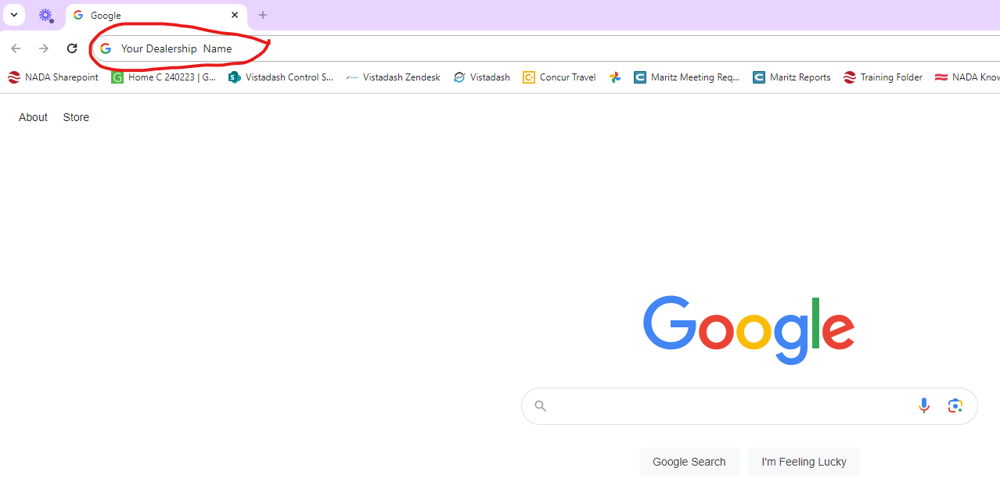 Google
Your Dealership Name
NADA Sharepoint Home C 240223 | G... Vistadash Control S... Vistadash Zendesk Vistadash Concur Travel Maritz Meeting Req... Maritz Reports Training Folder NADA Know
About Store
Google
Google Search I'm Feeling Lucky